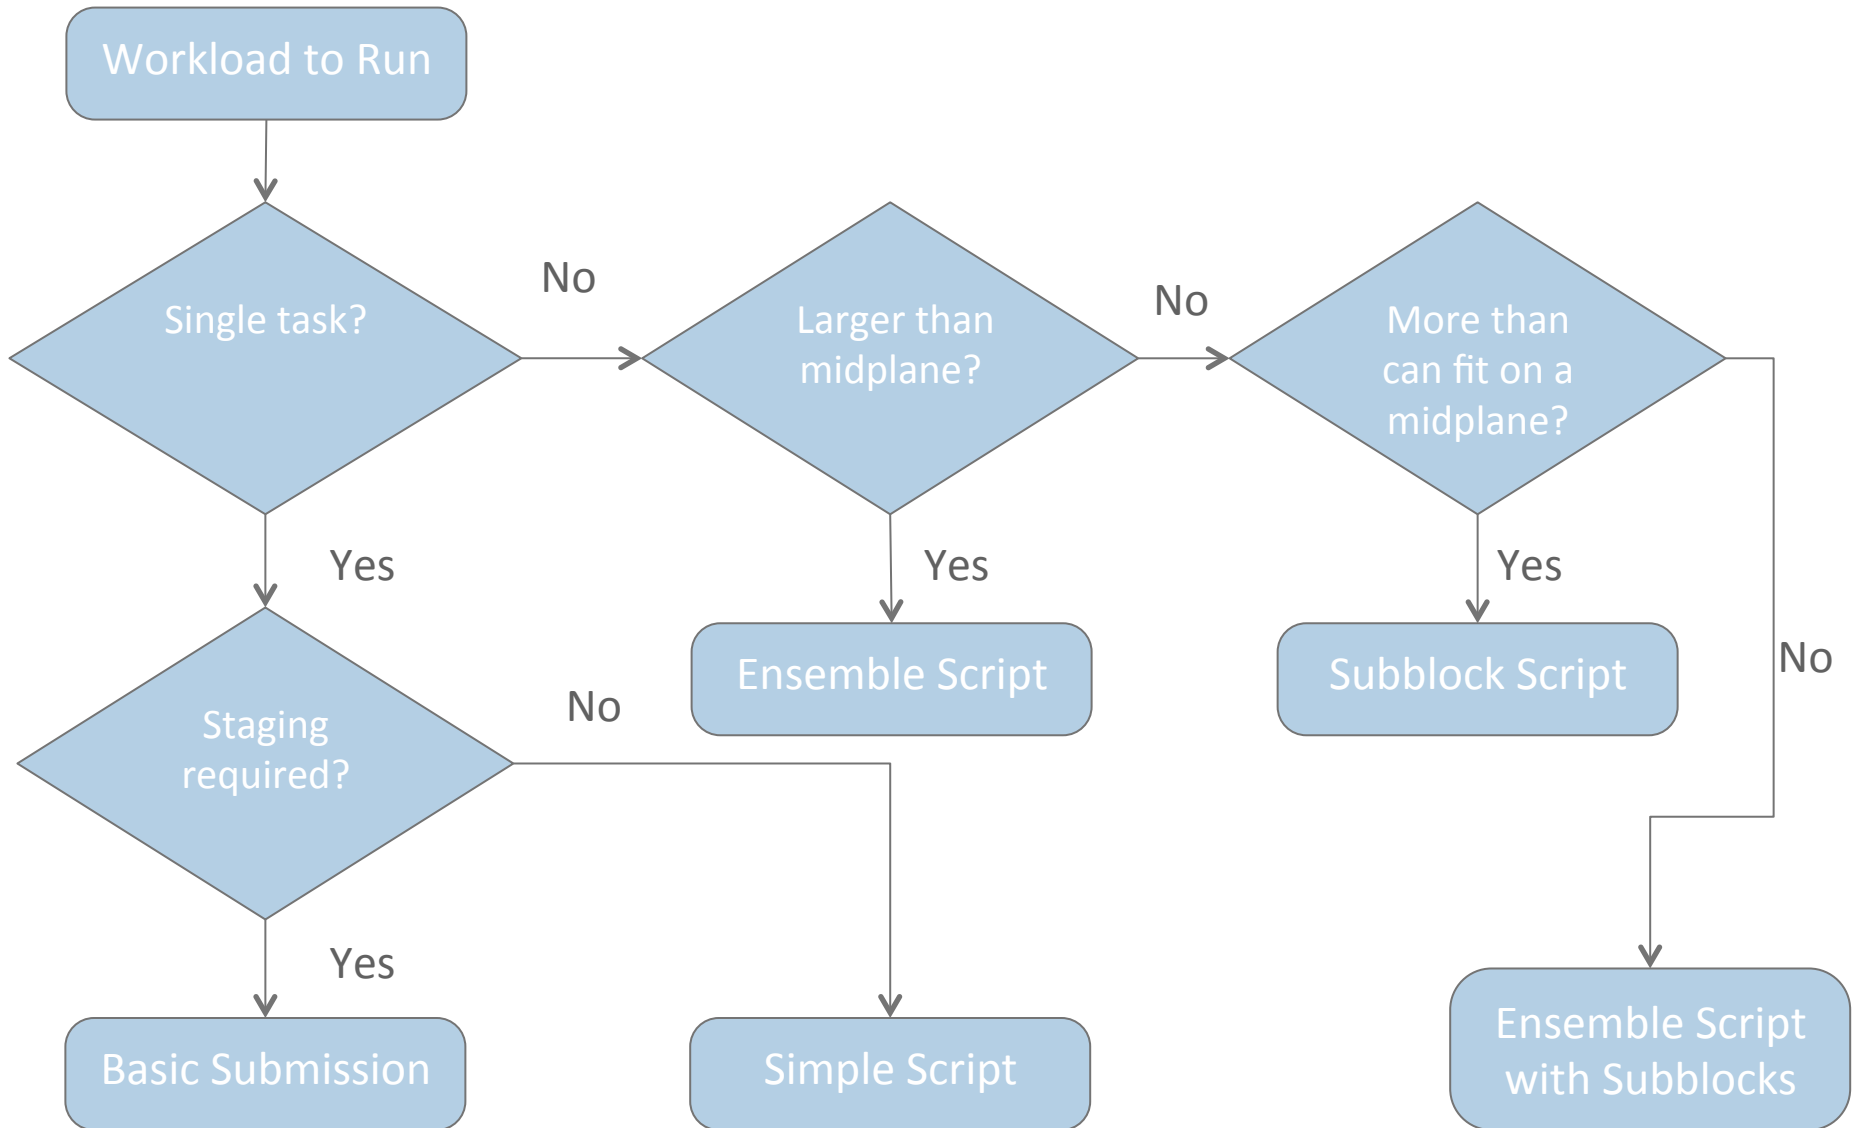 Workload to Run
Single task?
No
Larger than
midplane?
No
More than
can fit on a
midplane?
Yes
Yes
Yes
No
Ensemble Script
Subblock Script
Staging
required?
No
Yes
Basic Submission
Simple Script
Ensemble Script
with Subblocks